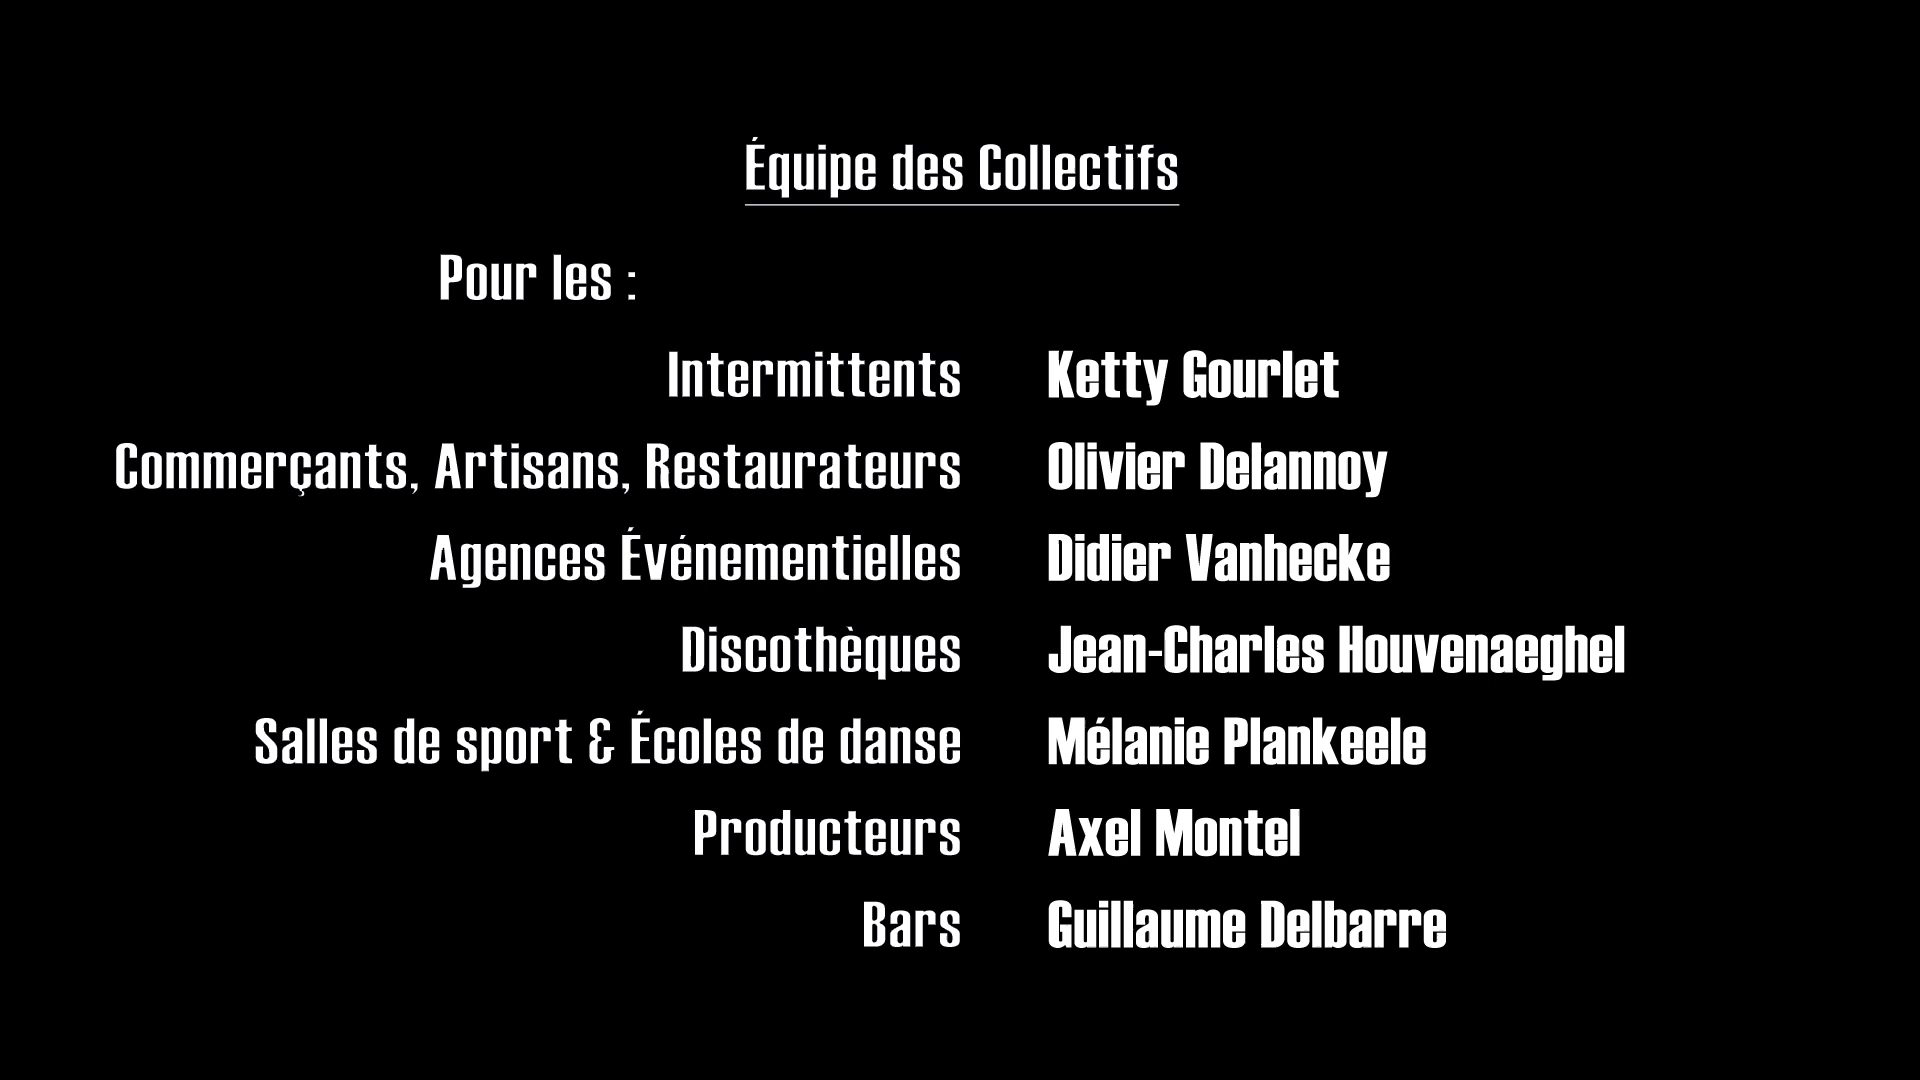 Équipe des Collectifs
Pour les :
Intermittents Ketty Gourlet
Commerçants, Artisans, Restaurateurs Olivier Delannoy
Agences Événementielles Didier Vanhecke
Discothèques Jean-Charles Houvenaeghel
Salles de sport & Écoles de danse Mélanie Plankeele
Producteurs Axel Montel
Bars Guillaume Delbarre